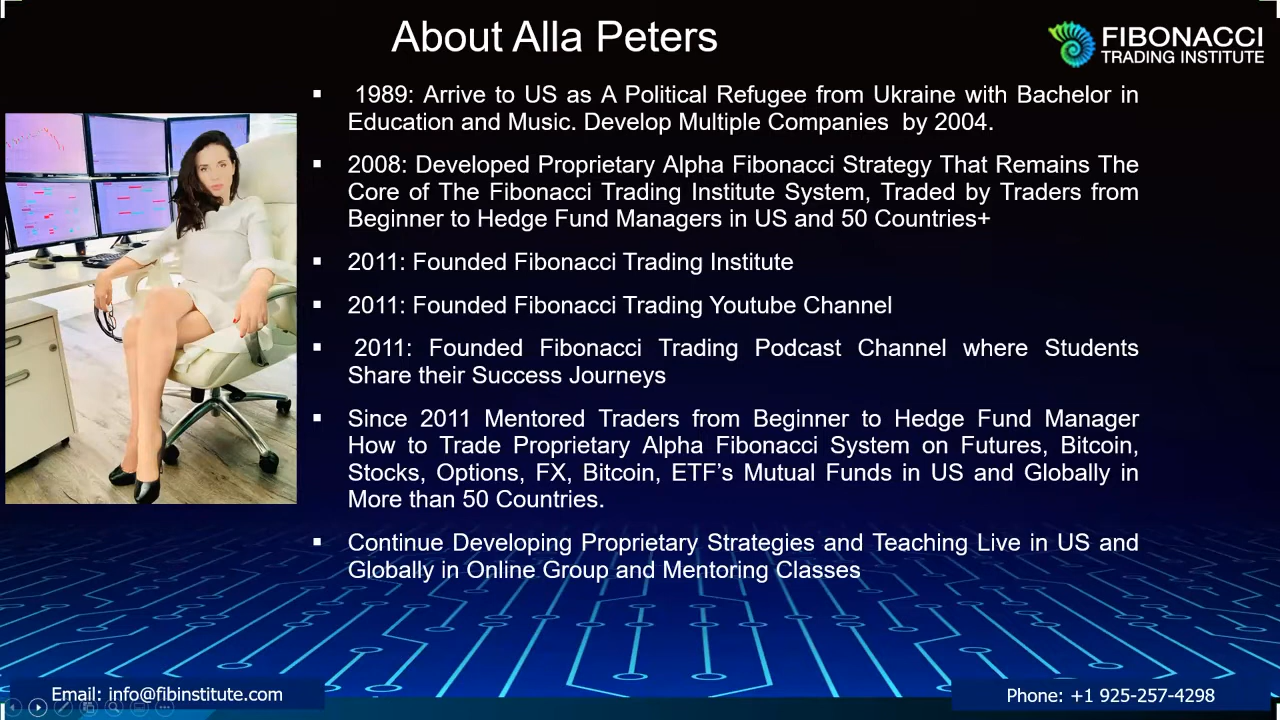 About Alla Peters
FIBONACCI
TRADING INSTITUTE
1989: Arrive to US as A Political Refugee from Ukraine with Bachelor in
Education and Music. Develop Multiple Companies by 2004.
2008: Developed Proprietary Alpha Fibonacci Strategy That Remains The
Core of The Fibonacci Trading Institute System, Traded by Traders from
Beginner to Hedge Fund Managers in US and 50 Countries+
2011: Founded Fibonacci Trading Institute
2011: Founded Fibonacci Trading Youtube Channel
2011: Founded Fibonacci Trading Podcast Channel where Students
Share their Success Journeys
Since 2011 Mentored Traders from Beginner to Hedge Fund Manager
How to Trade Proprietary Alpha Fibonacci System on Futures, Bitcoin,
Stocks, Options, FX, Bitcoin, ETF’s Mutual Funds in US and Globally in
More than 50 Countries.
Continue Developing Proprietary Strategies and Teaching Live in US and
Globally in Online Group and Mentoring Classes
Email: info@fibinstitute.com
Phone: +1 925-257-4298